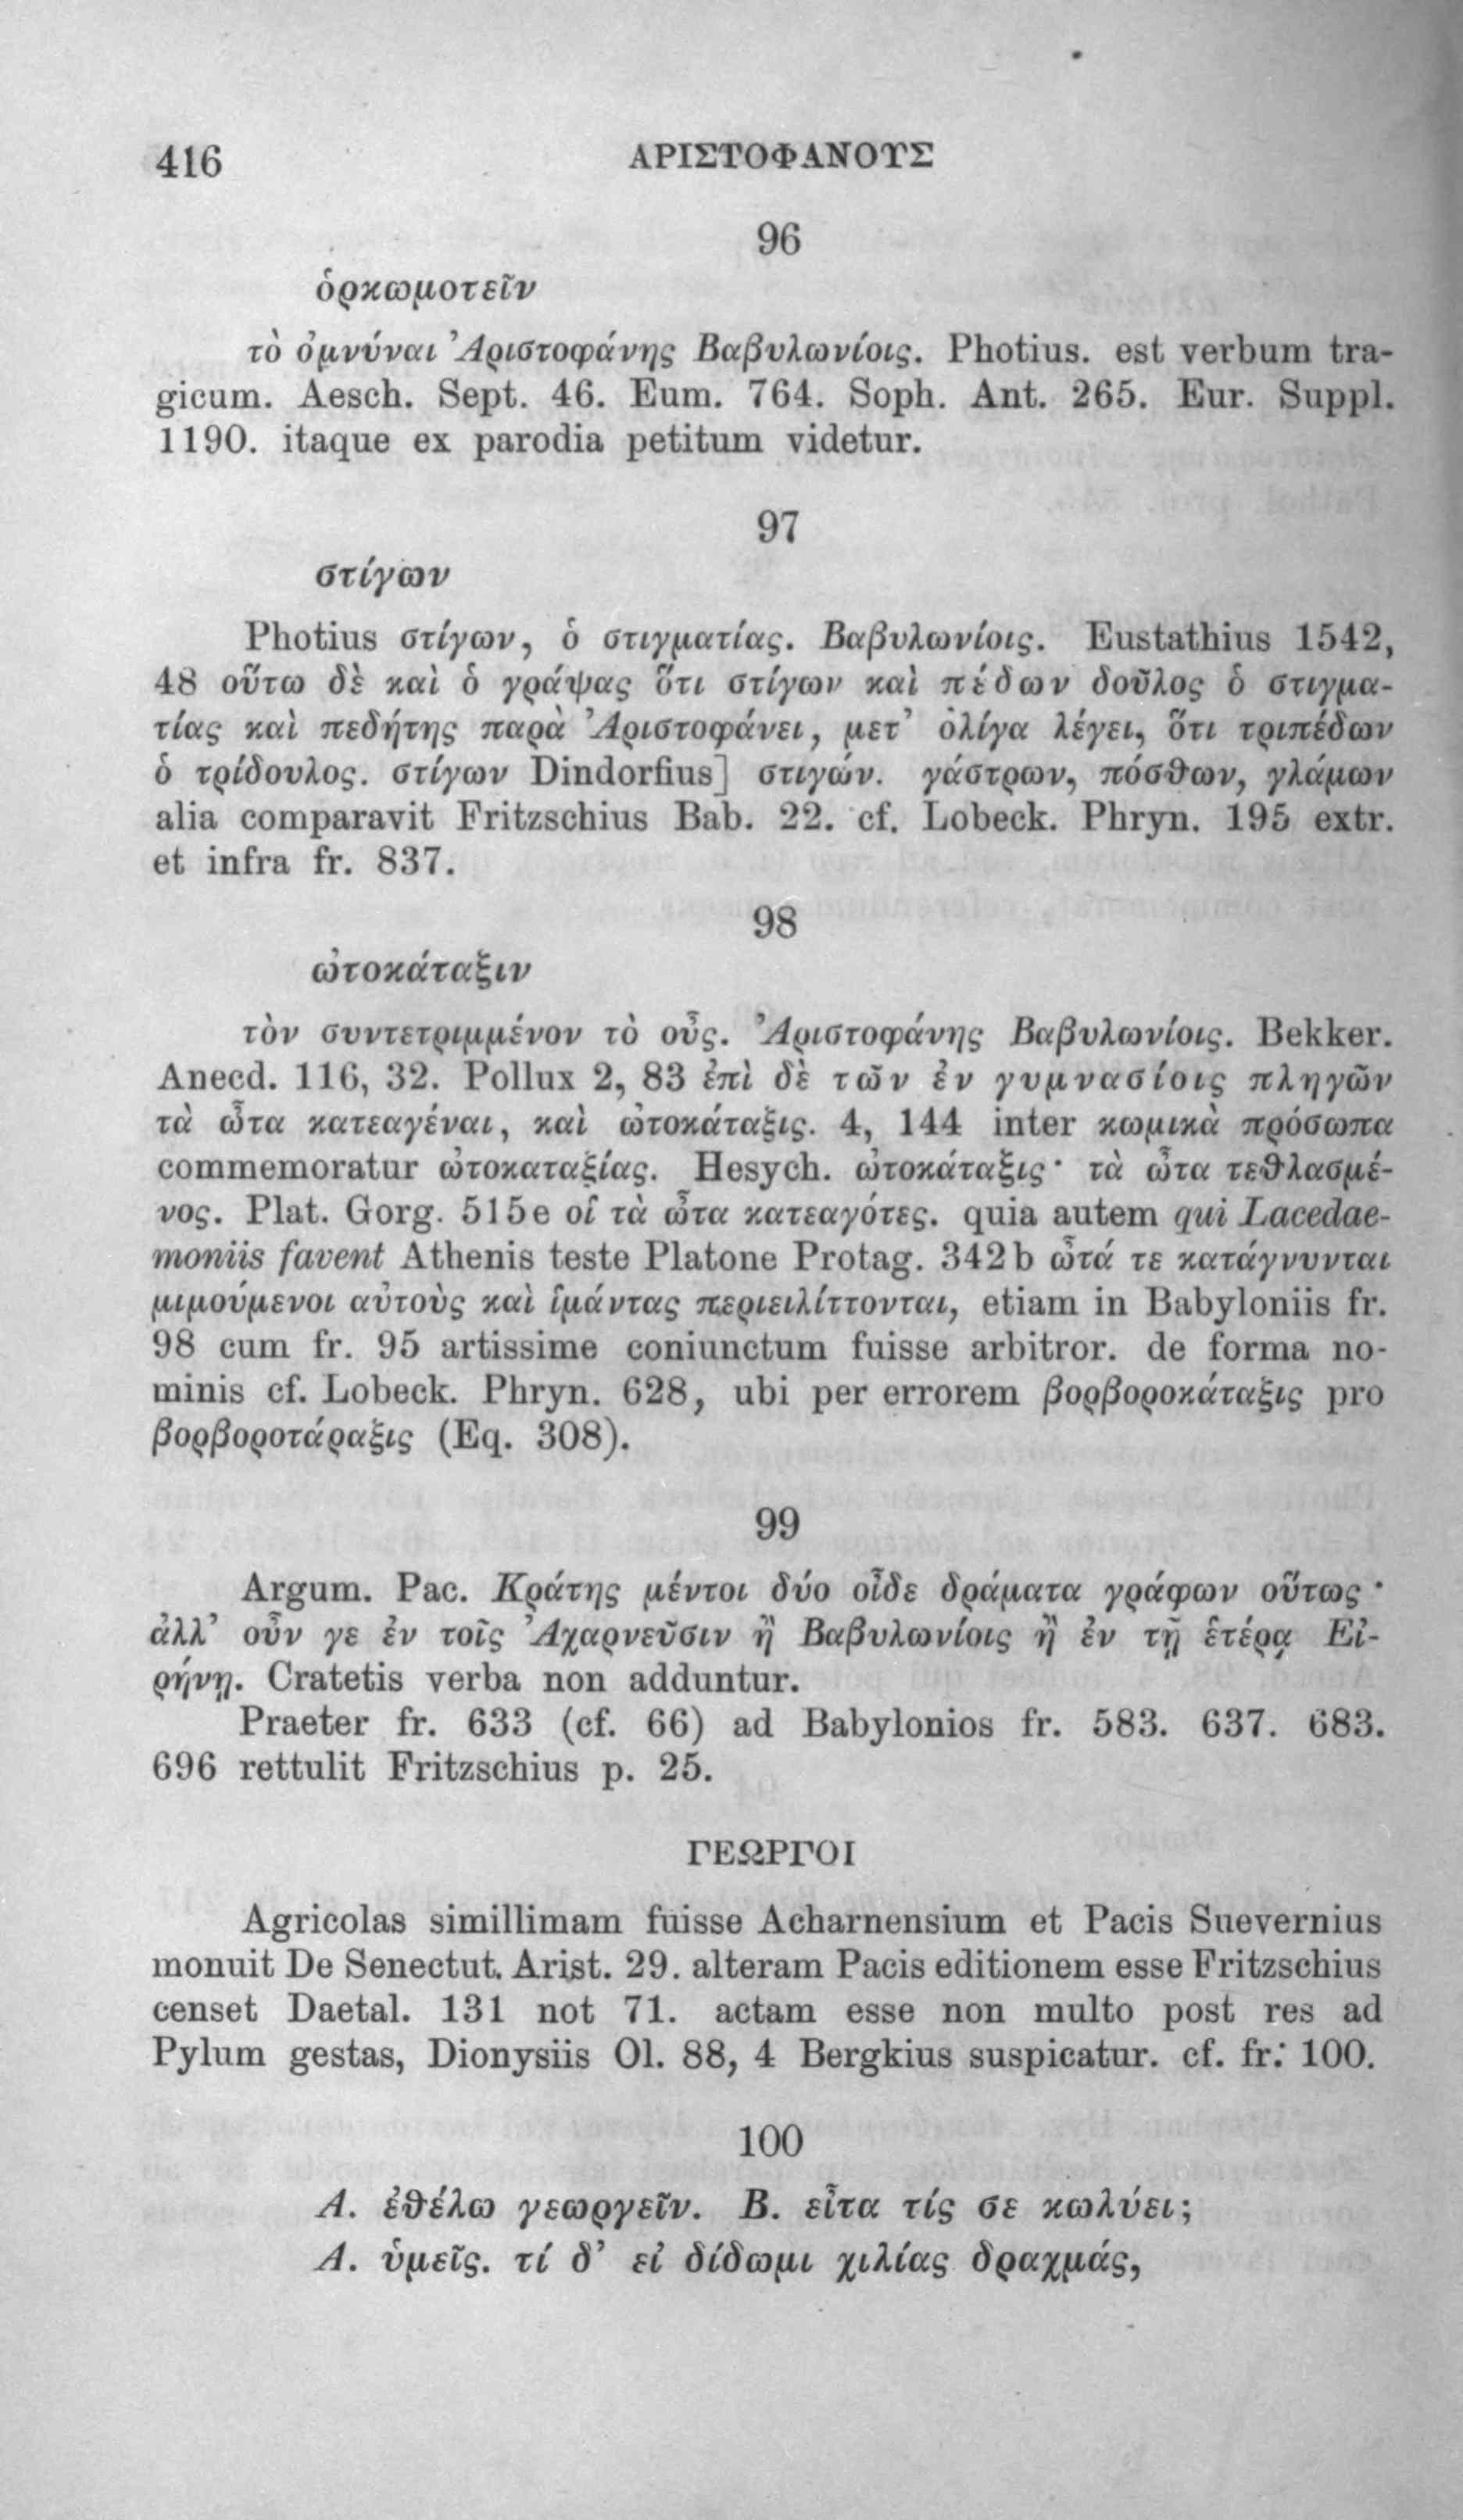 416 ΑΡΙΣΤΟΦΑΝΟΥΣ
96
ὁρκωμοτεῖν
τὸ ὀμνύναι Ἀριστοφάνης Βαβυλωνίοις. Photius. est verbum tra-
gicum. Aesch. Sept. 46. Eum. 764. Soph. Ant. 265. Eur. Suppl.
1190. itaque ex parodia petitum videtur.
97
στίγων
Photius στίγων, ὁ στιγματίας. Βαβυλωνίοις. Eustathius 1542,
48 οὕτω δὲ καὶ ὁ γράψας ὅτι στίγων καὶ πέδων δοῦλος ὁ στιγμα-
τίας καὶ πεδήτης παρὰ Ἀριστοφάνει, μετ’ ὀλίγα λέγει, ὅτι τριπέδων
ὁ τρίδουλος. στίγων Dindorfius] στιγών. γάστρων, πόσθων, γλάμων
alia comparavit Fritzschius Bab. 22. cf. Lobeck. Phryn. 195 extr.
et infra fr. 837.
98
ὠτοκάταξιν
τὸν συντετριμμένον τὸ οὖς. Ἀριστοφάνης Βαβυλωνίοις. Bekker.
Anecd. 116, 32. Pollux 2, 83 ἐπὶ δὲ τῶν ἐν γυμνασίοις πληγῶν
τὰ ὦτα κατεαγέναι, καὶ ὠτοκάταξις. 4, 144 inter κωμικὰ πρόσωπα
commemoratur ὠτοκαταξίας. Hesych. ὠτοκάταξις· τὰ ὦτα τεθλασμέ-
νος. Plat. Gorg. 515e οἱ τὰ ὦτα κατεαγότες. quia autem qui Lacedae-
moniis favent Athenis teste Platone Protag. 342b ὦτά τε κατάγνυνται
μιμούμενοι αὐτοὺς καὶ ἱμάντας περιειλίττονται, etiam in Babyloniis fr.
98 cum fr. 95 artissime coniunctum fuisse arbitror. de forma no-
minis cf. Lobeck. Phryn. 628, ubi per errorem βορβοροκάταξις pro
βορβοροτάραξις (Eq. 308).
99
Argum. Pac. Κράτης μέντοι δύο οἶδε δράματα γράφων οὕτως·
ἀλλ’ οὖν γε ἐν τοῖς Ἀχαρνεῦσιν ἢ Βαβυλωνίοις ἢ ἐν τῇ ἑτέρᾳ Εἰ-
ρήνῃ. Cratetis verba non adduntur.
Praeter fr. 633 (cf. 66) ad Babylonios fr. 583. 637. 683.
696 rettulit Fritzschius p. 25.
ΓΕΩΡΓΟΙ
Agricolas simillimam fuisse Acharnensium et Pacis Suevernius
monuit De Senectut. Arist. 29. alteram Pacis editionem esse Fritzschius
censet Daetal. 131 not 71. actam esse non multo post res ad
Pylum gestas, Dionysiis Ol. 88, 4 Bergkius suspicatur. cf. fr. 100.
100
Α. ἐθέλω γεωργεῖν. Β. εἶτα τίς σε κωλύει;
Α. ὑμεῖς. τί δ’ εἰ δίδωμι χιλίας δραχμάς,